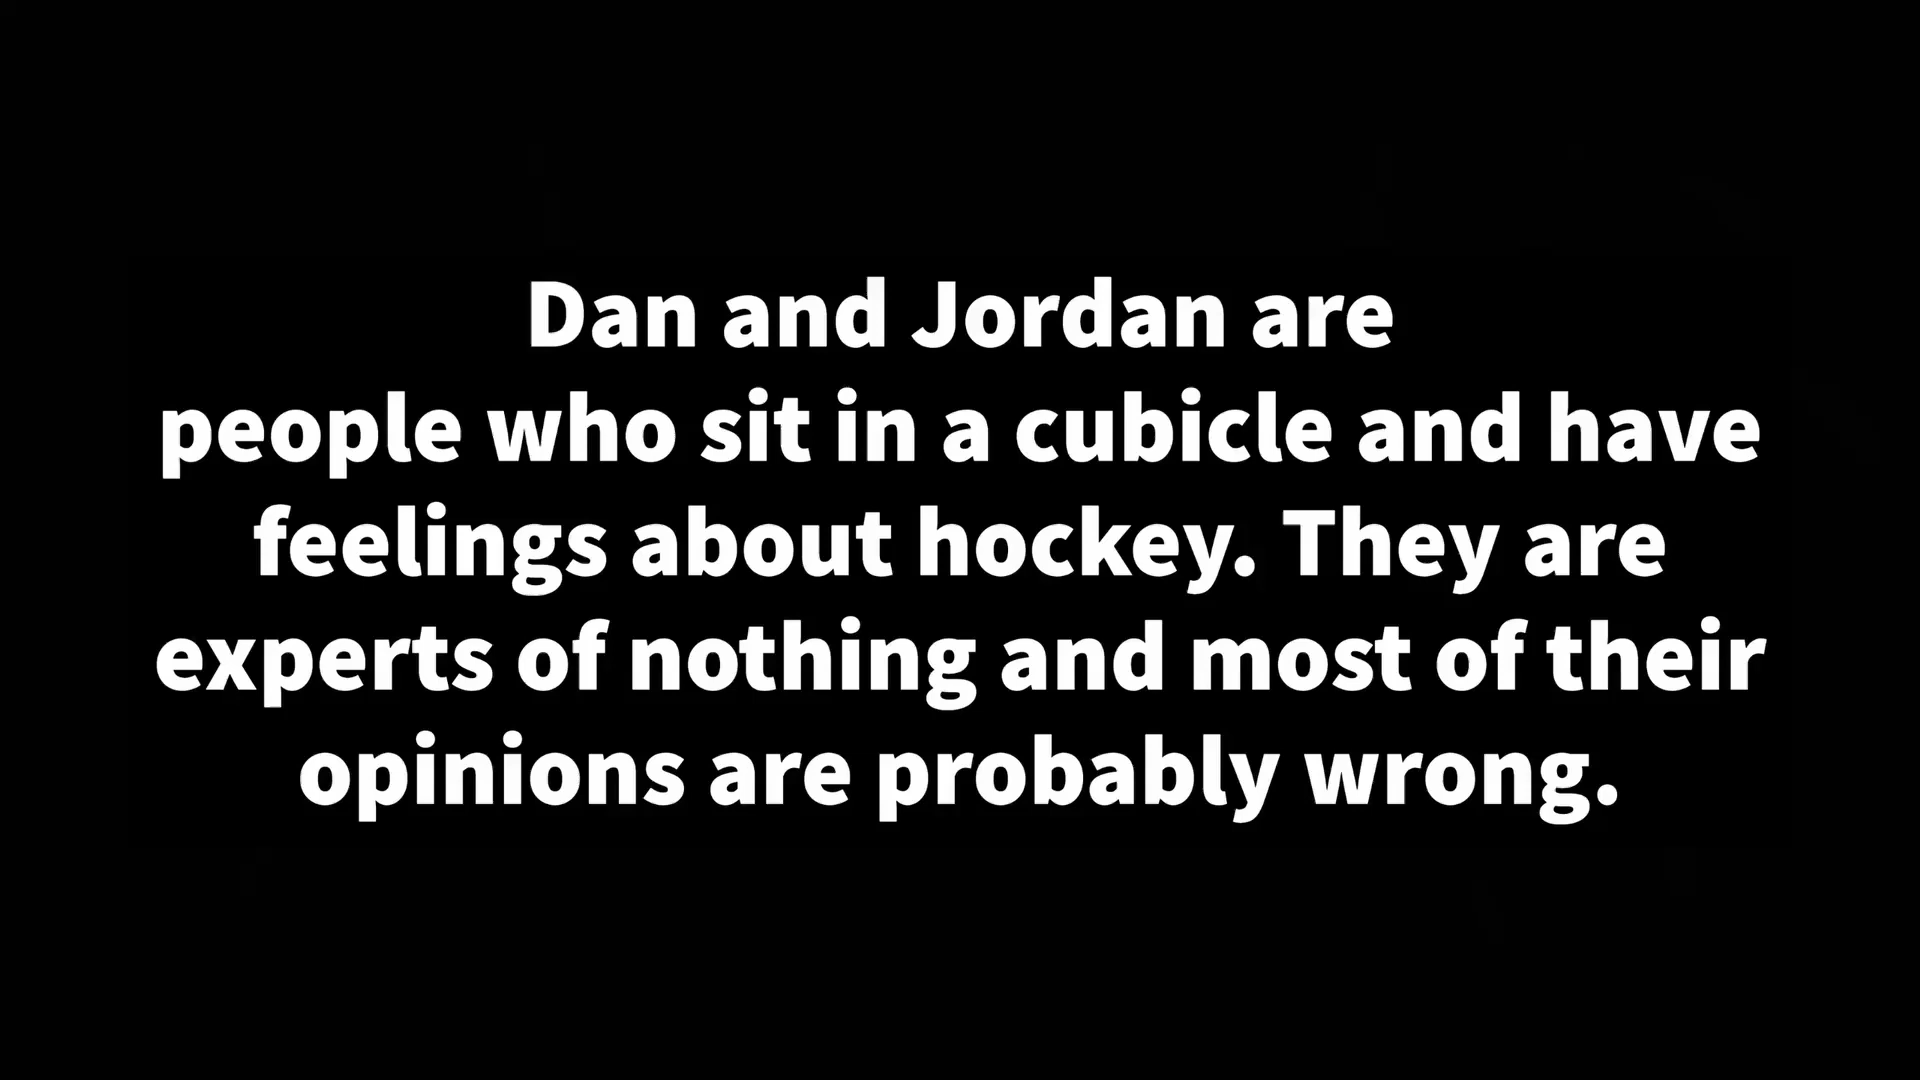 Dan and Jordan are
people who sit in a cubicle and have
feelings about hockey. They are
experts of nothing and most of their
opinions are probably wrong.